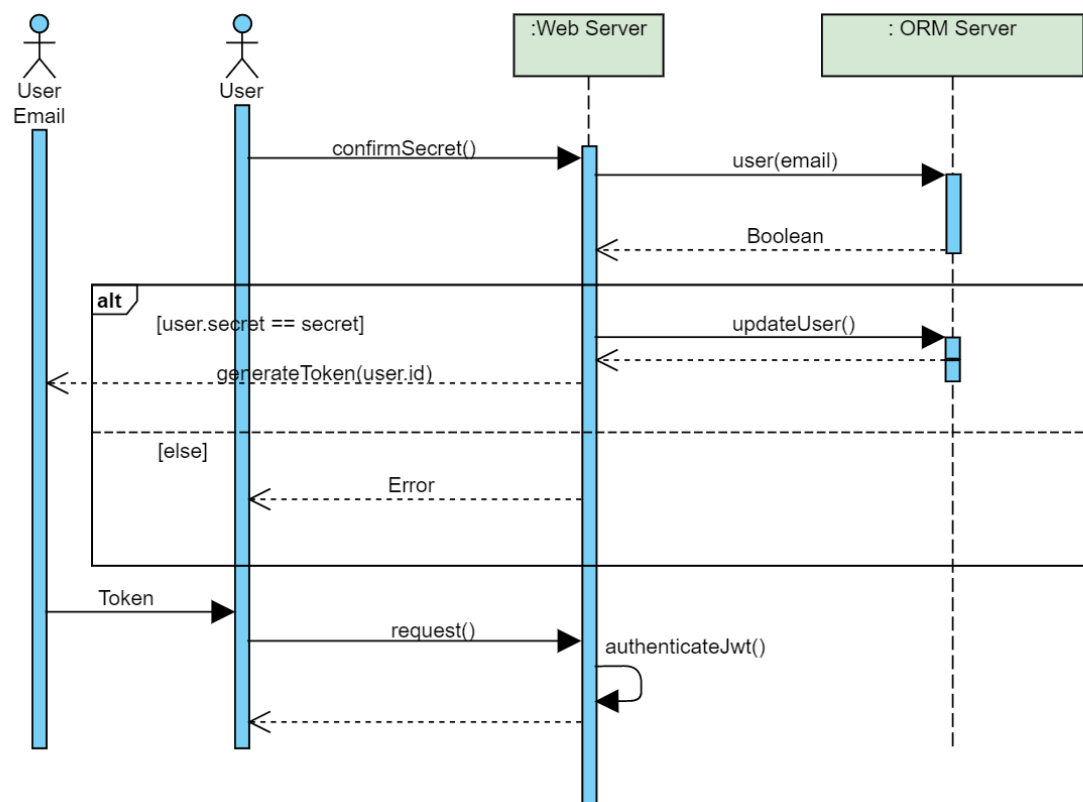 User
Email
User
:Web Server
: ORM Server
confirmSecret()
user(email)
Boolean
alt
[user.secret == secret]
updateUser()
generateToken(user.id)
[else]
Error
Token
request()
authenticateJwt()